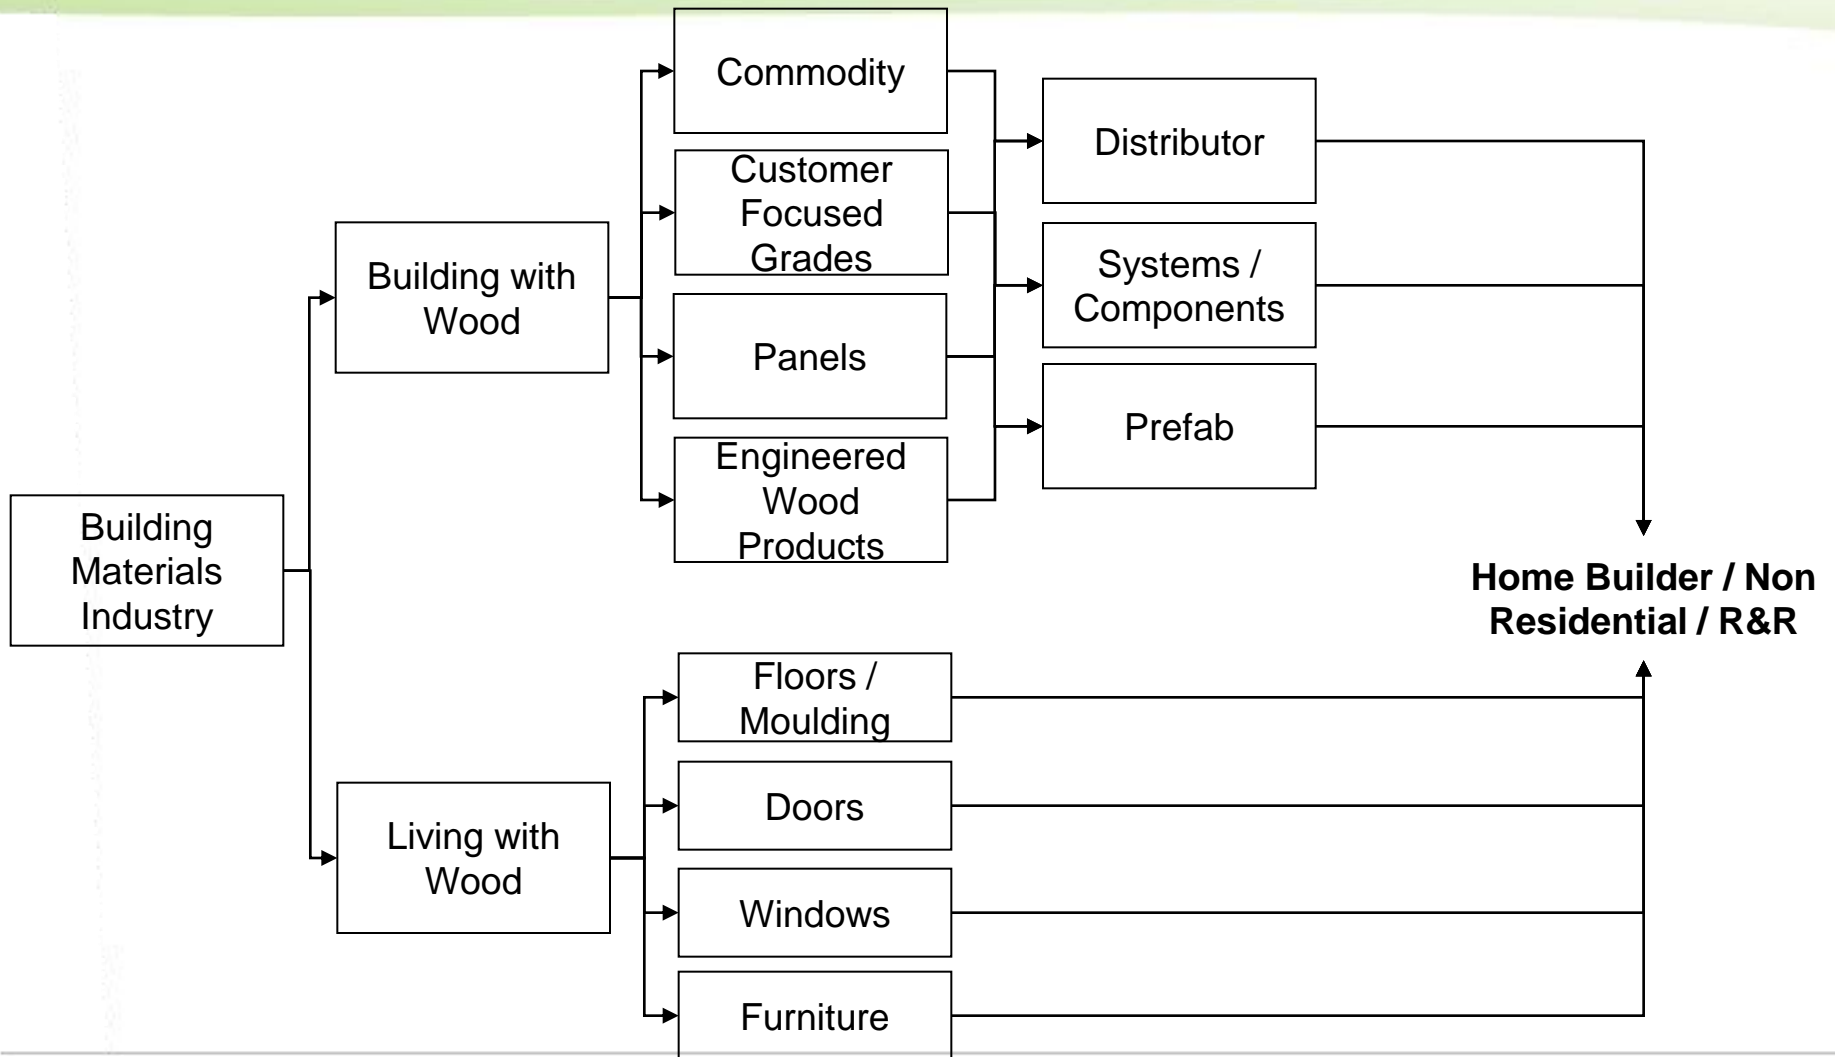 Commodity
Customer
Focused
Grades
Panels
Engineered
Wood
Products
Distributor
Systems /
Components
Prefab
Building with
Wood
Building
Materials
Industry
Home Builder / Non
Residential / R&R
Living with
Wood
Floors /
Moulding
Doors
Windows
Furniture